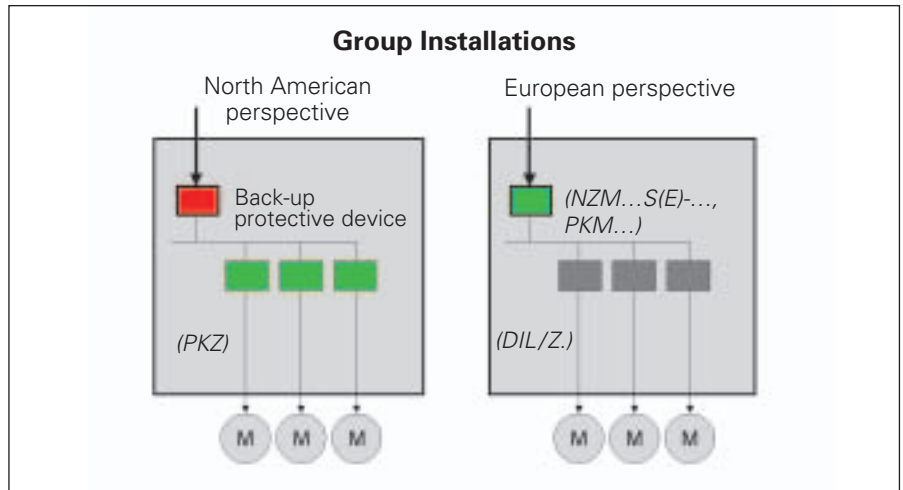 Group Installations
North American
perspective
Back-up
protective device
(PKZ)
M M M
European perspective
(NZM…S(E)-…,
PKM…)
(DIL/Z.)
M M M